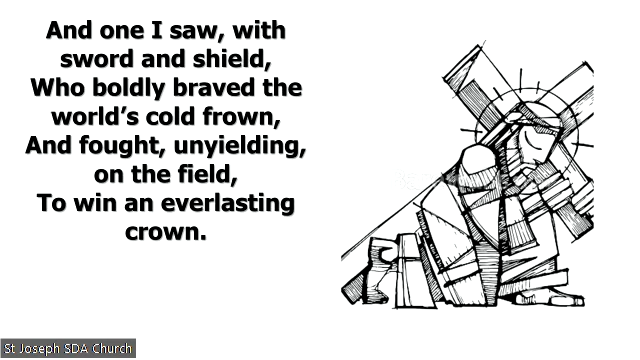 And one I saw, with
sword and shield,
Who boldly braved the
world’s cold frown,
And fought, unyielding,
on the field,
To win an everlasting
crown.
St Joseph SDA Church